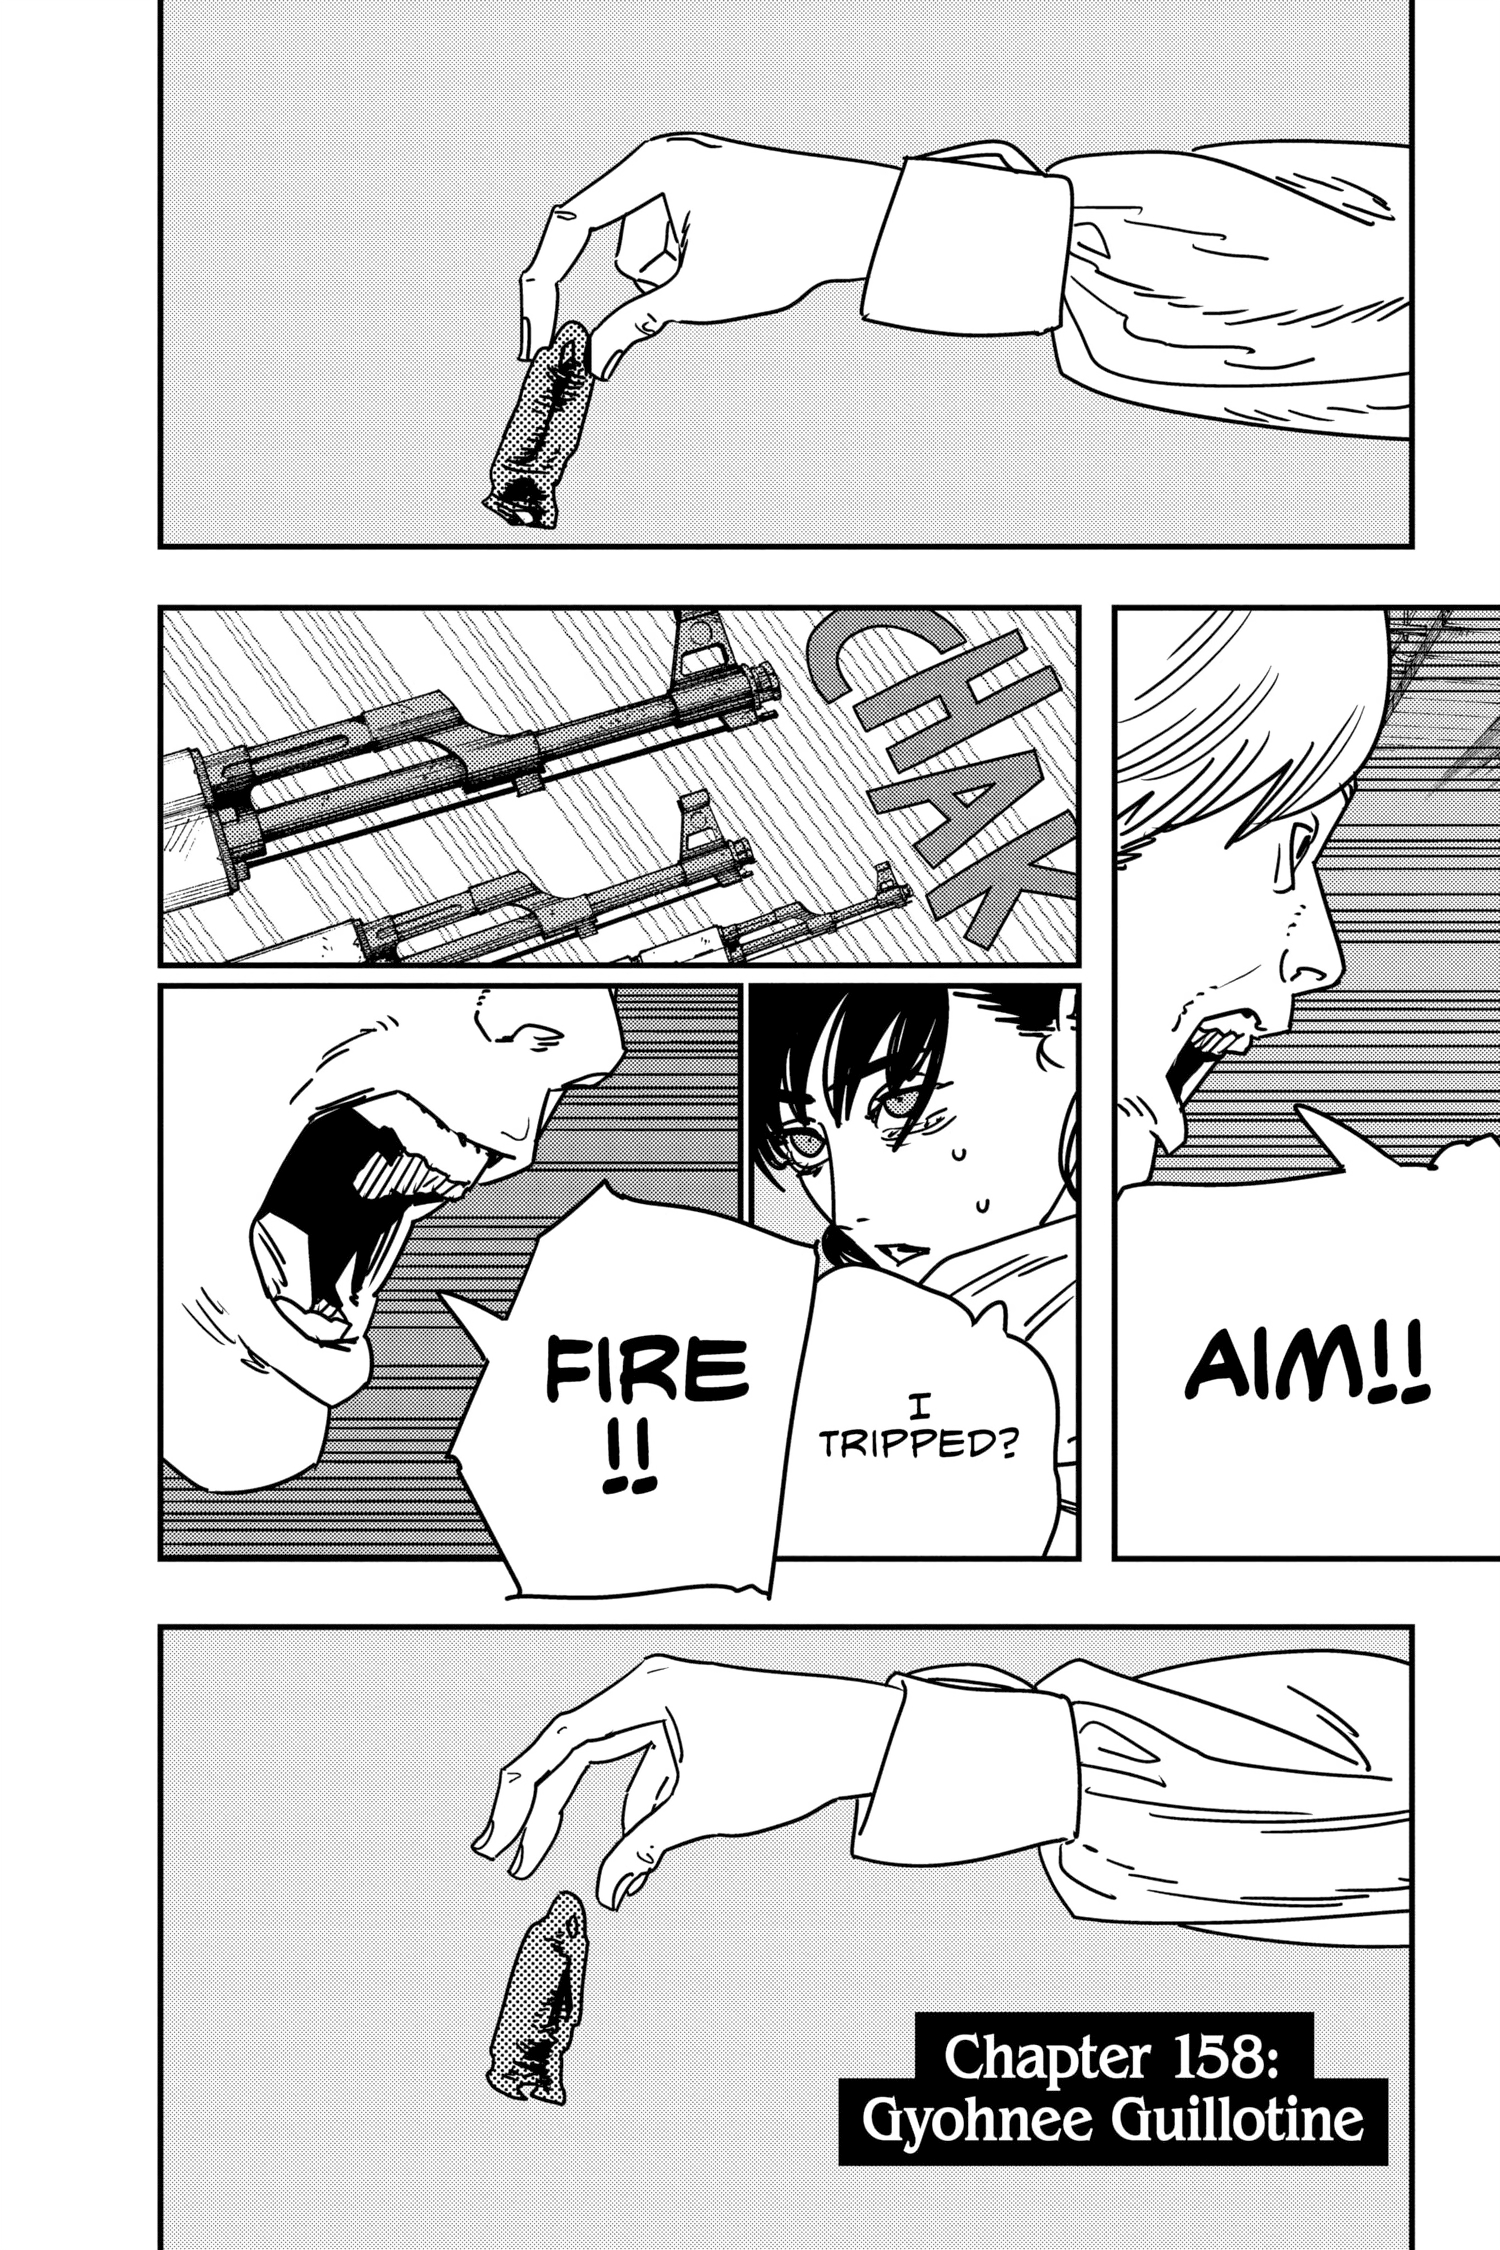 AIM!!
CHAK
I
TRIPPED?
FIRE
!!
Chapter 158:
Gyohnee Guillotine